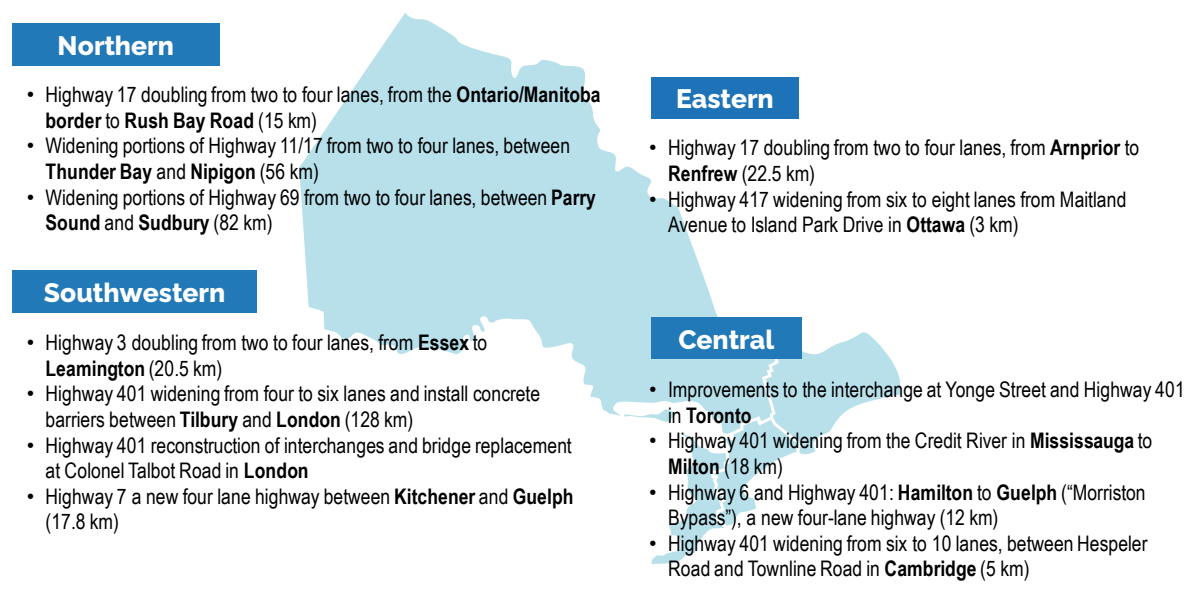 Northern
• Highway 17 doubling from two to four lanes, from the Ontario/Manitoba
border to Rush Bay Road (15 km)
• Widening portions of Highway 11/17 from two to four lanes, between
Thunder Bay and Nipigon (56 km)
• Widening portions of Highway 69 from two to four lanes, between Parry
Sound and Sudbury (82 km)
Southwestern
• Highway 3 doubling from two to four lanes, from Essex to
Leamington (20.5 km)
• Highway 401 widening from four to six lanes and install concrete
barriers between Tilbury and London (128 km)
• Highway 401 reconstruction of interchanges and bridge replacement
at Colonel Talbot Road in London
• Highway 7 a new four lane highway between Kitchener and Guelph
(17.8 km)
Eastern
• Highway 17 doubling from two to four lanes, from Arnprior to
Renfrew (22.5 km)
• Highway 417 widening from six to eight lanes from Maitland
Avenue to Island Park Drive in Ottawa (3 km)
Central
• Improvements to the interchange at Yonge Street and Highway 401
in Toronto
• Highway 401 widening from the Credit River in Mississauga to
Milton (18 km)
• Highway 6 and Highway 401: Hamilton to Guelph (“Morriston
Bypass”), a new four-lane highway (12 km)
• Highway 401 widening from six to 10 lanes, between Hespeler
Road and Townline Road in Cambridge (5 km)